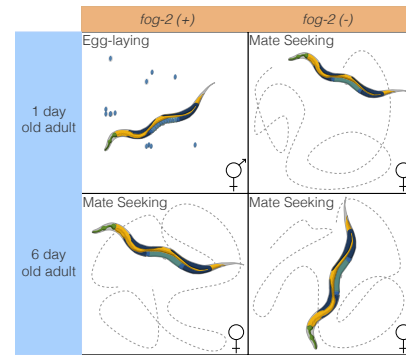 fog-2 (+)
fog-2 (-)
Egg-laying
Mate Seeking
1 day
old adult
Mate Seeking
Mate Seeking
6 day
old adult